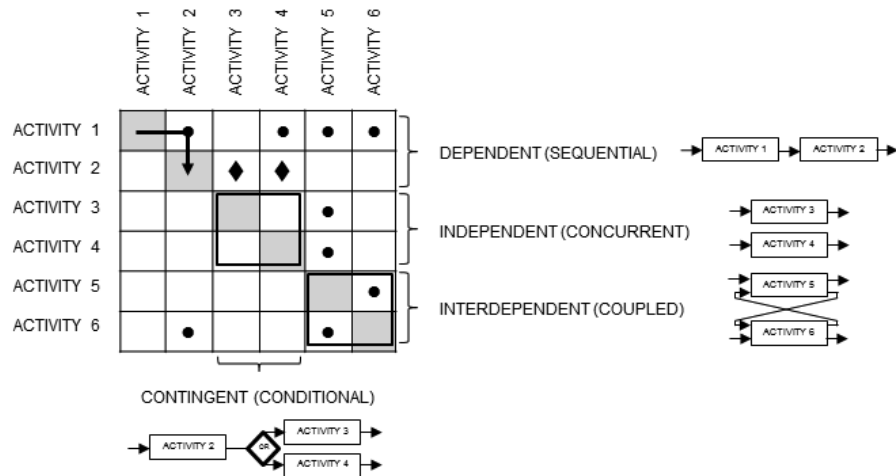 ACTIVITY 1
ACTIVITY 2
ACTIVITY 3
ACTIVITY 4
ACTIVITY 5
ACTIVITY 6
ACTIVITY 1
ACTIVITY 2
ACTIVITY 3
ACTIVITY 4
ACTIVITY 5
ACTIVITY 6
DEPENDENT (SEQUENTIAL)
ACTIVITY 1
ACTIVITY 2
INDEPENDENT (CONCURRENT)
ACTIVITY 3
ACTIVITY 4
INTERDEPENDENT (COUPLED)
ACTIVITY 5
ACTIVITY 6
CONTINGENT (CONDITIONAL)
ACTIVITY 2
OR
ACTIVITY 3
ACTIVITY 4